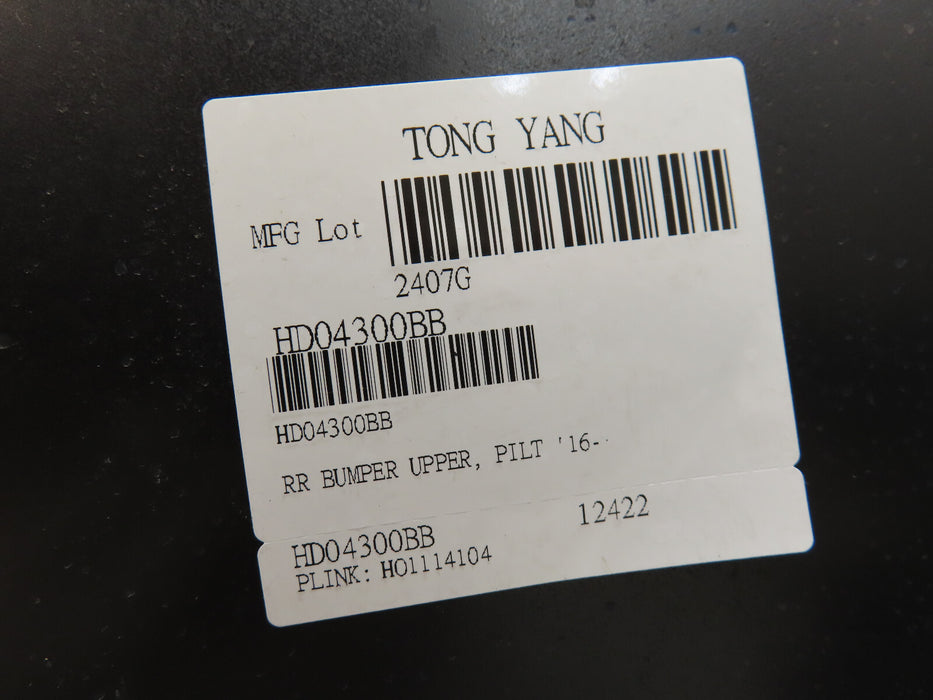 TONG YANG
MFG Lot
2407G
HD04300BB
HD04300BB
RR BUMPER UPPER, PILT '16-
HD04300BB 12422
PLINK: HO1114104